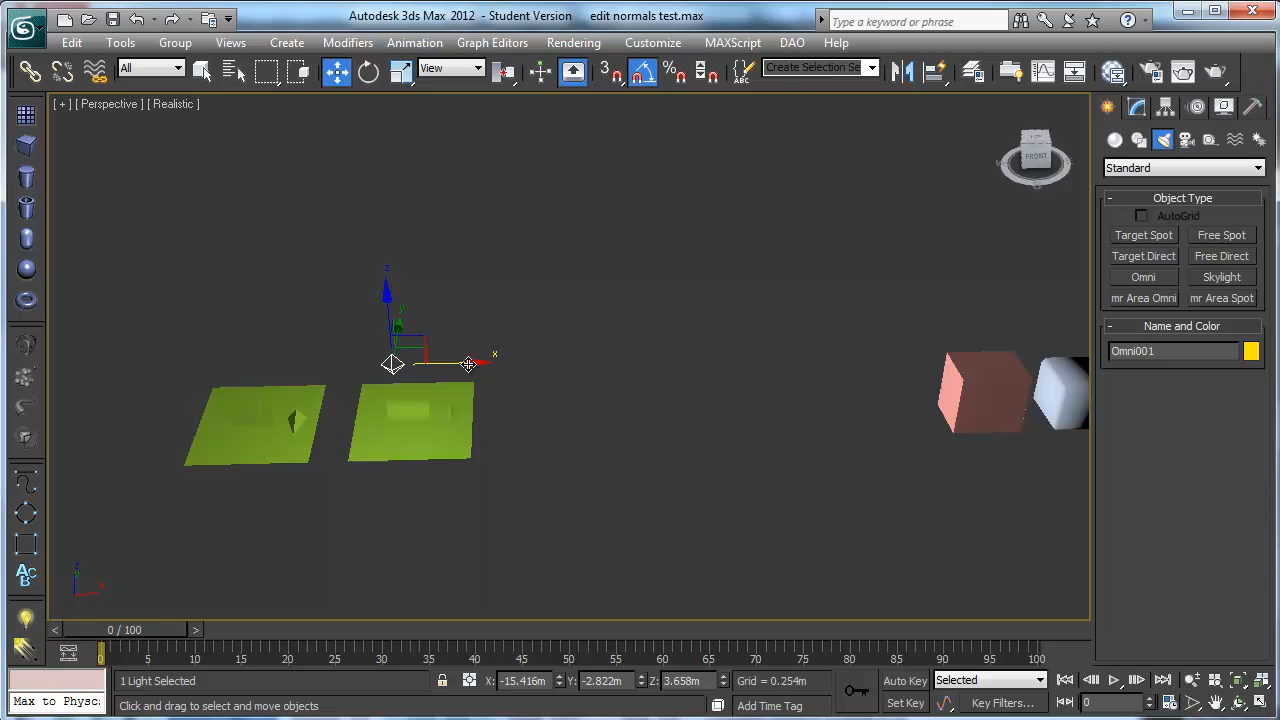 Autodesk 3ds Max 2012 - Student Version edit normals test.max
Type a keyword or phrase
Edit Tools Group Views Create Modifiers Animation Graph Editors Rendering Customize MAXScript DAO Help
All
View
3
ABC
Create Selection Se
[ + ] [ Perspective ] [ Realistic ]
FRONT
Standard
- Object Type
AutoGrid
Target Spot Free Spot
Target Direct Free Direct
Omni Skylight
mr Area Omni mr Area Spot
- Name and Color
Omni001
z
y
x
z
x
< 0 / 100 >
0 5 10 15 20 25 30 35 40 45 50 55 60 65 70 75 80 85 90 95 100
1 Light Selected
X: -15.416m Y: -2.822m Z: 3.658m
Grid = 0.254m
Auto Key Selected
Max to Physc
Click and drag to select and move objects
Add Time Tag
Set Key Key Filters...
0